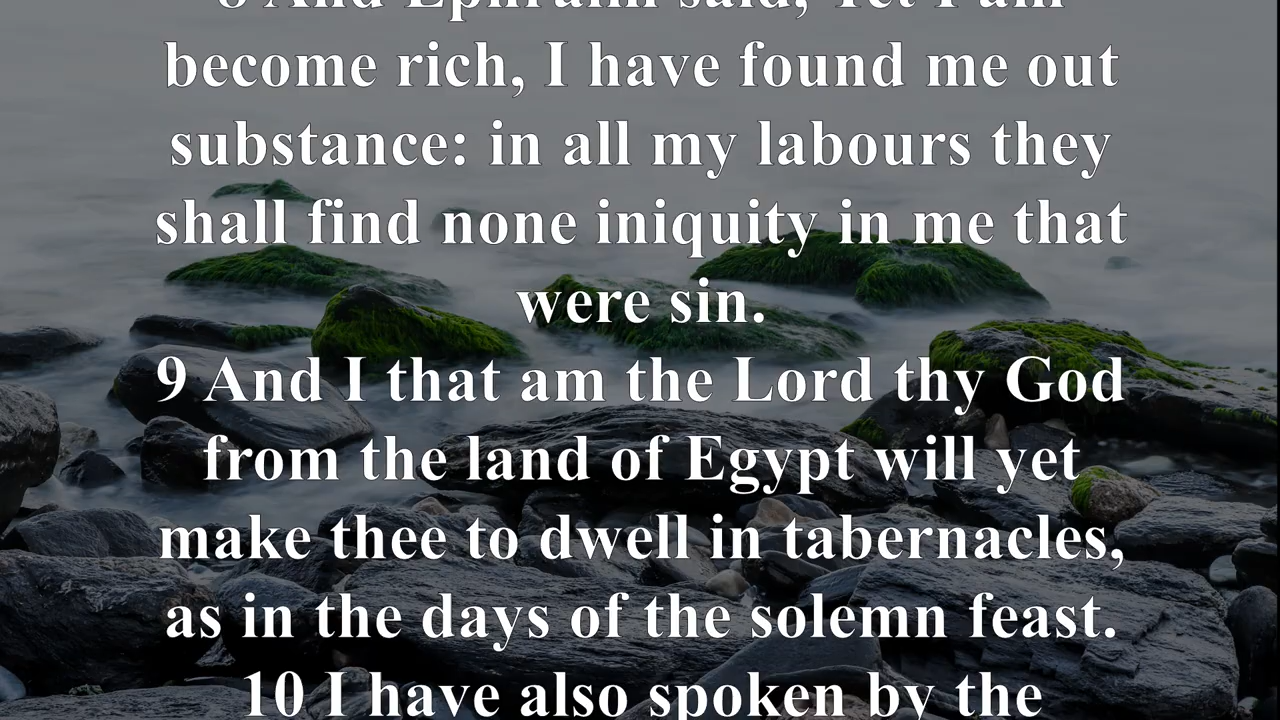 8 And Ephraim said, Yet I am
become rich, I have found me out
substance: in all my labours they
shall find none iniquity in me that
were sin.
9 And I that am the Lord thy God
from the land of Egypt will yet
make thee to dwell in tabernacles,
as in the days of the solemn feast.
10 I have also spoken by the